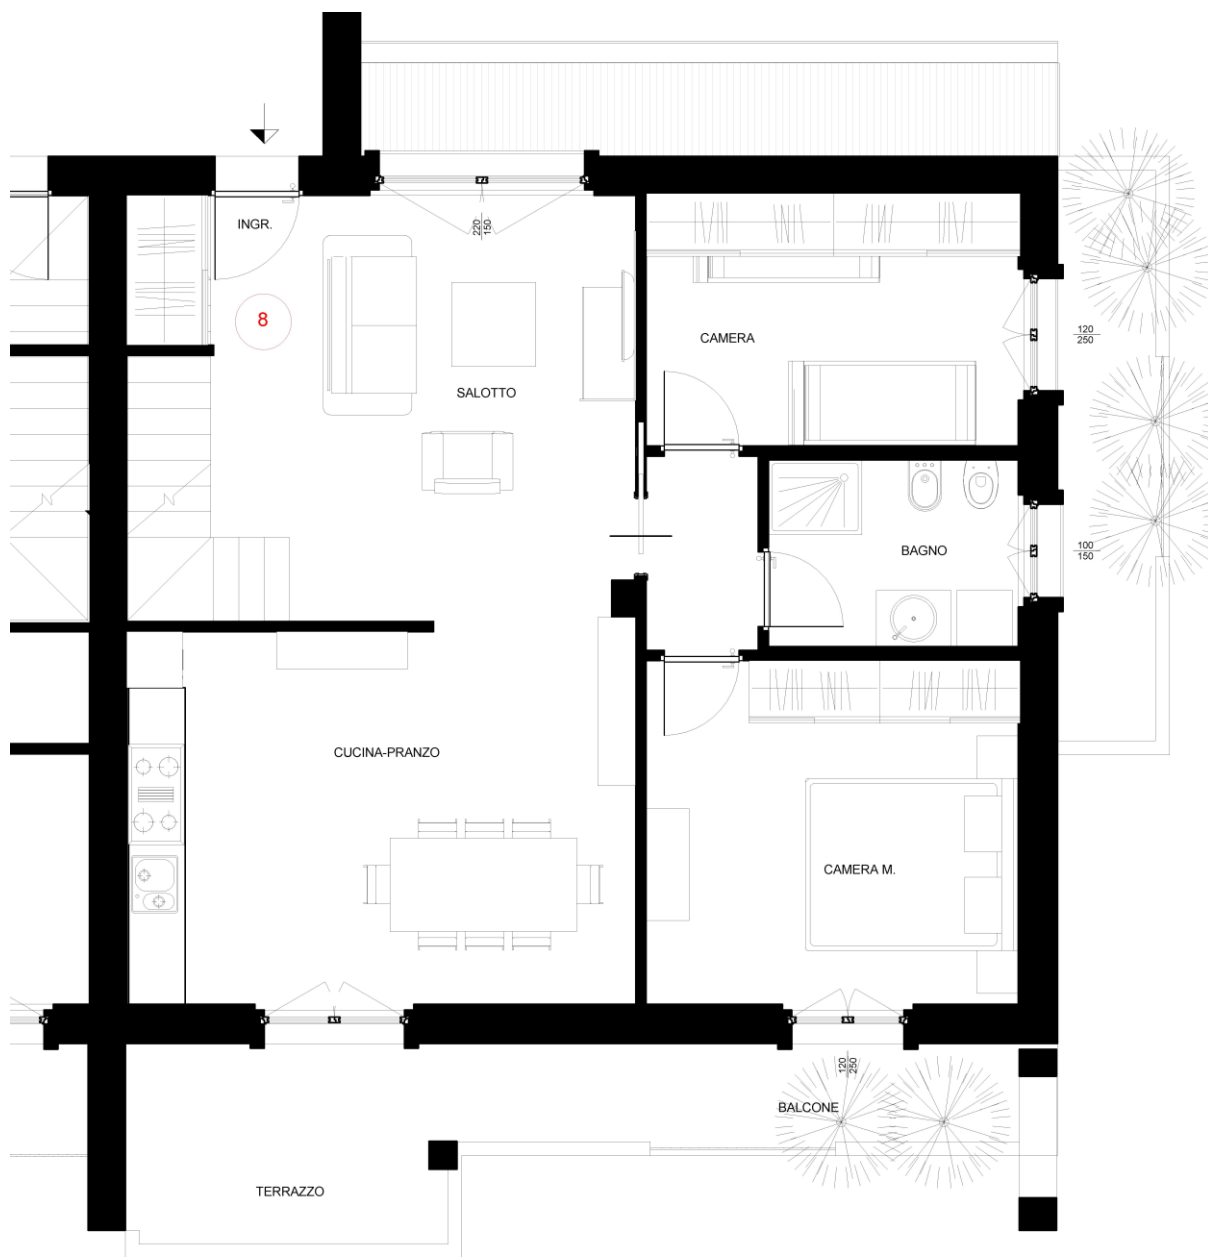 INGR.
220
150
8
CAMERA
120
250
SALOTTO
BAGNO
100
150
CUCINA-PRANZO
CAMERA M.
120
250
BALCONE
TERRAZZO